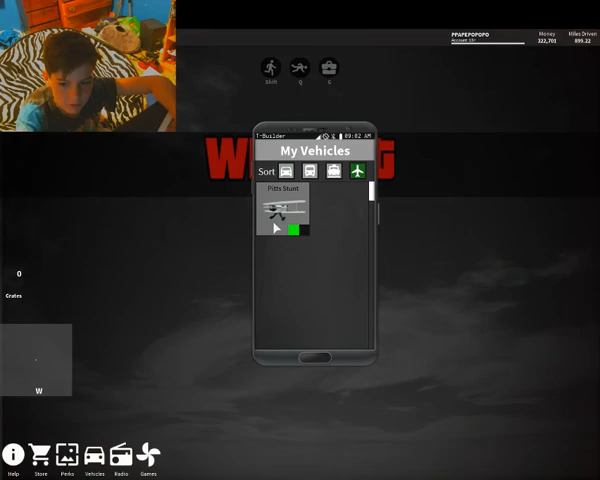 PPAPEPOPOPO
Account
Money
322,701
Miles Driven
899.22
Shift
Q
G
T-Builder
09:02 AM
My Vehicles
Sort
Pitts Stunt
W
G
0
Crates
W
Help
Store
Perks
Vehicles
Radio
Games